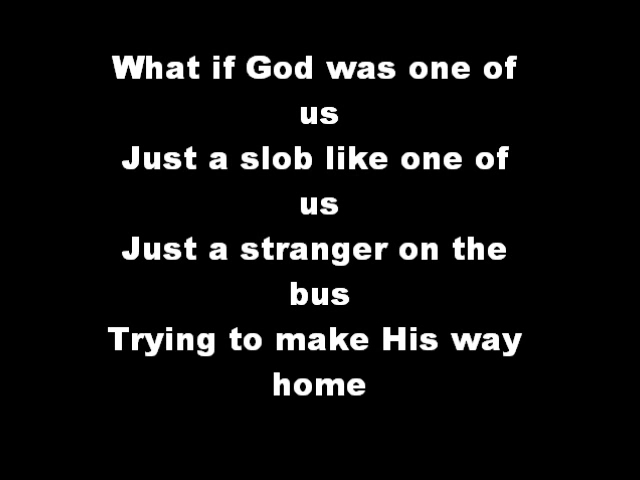 What if God was one of
us
Just a slob like one of
us
Just a stranger on the
bus
Trying to make His way
home